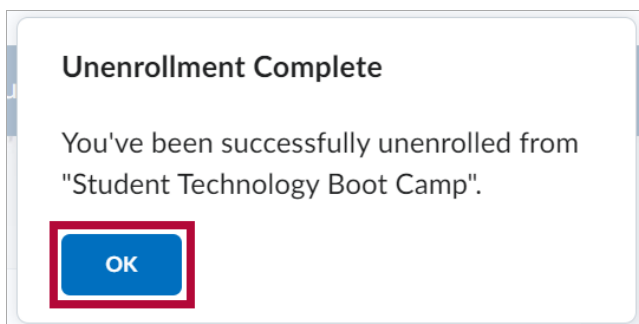 Unenrollment Complete
You've been successfully unenrolled from
"Student Technology Boot Camp".
OK